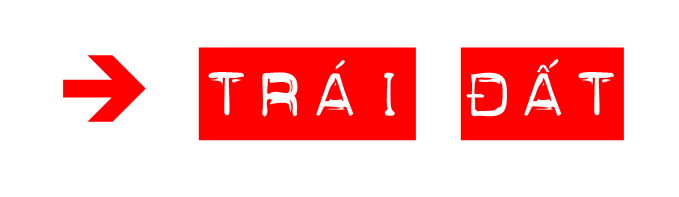 → TRÁI ĐẤT